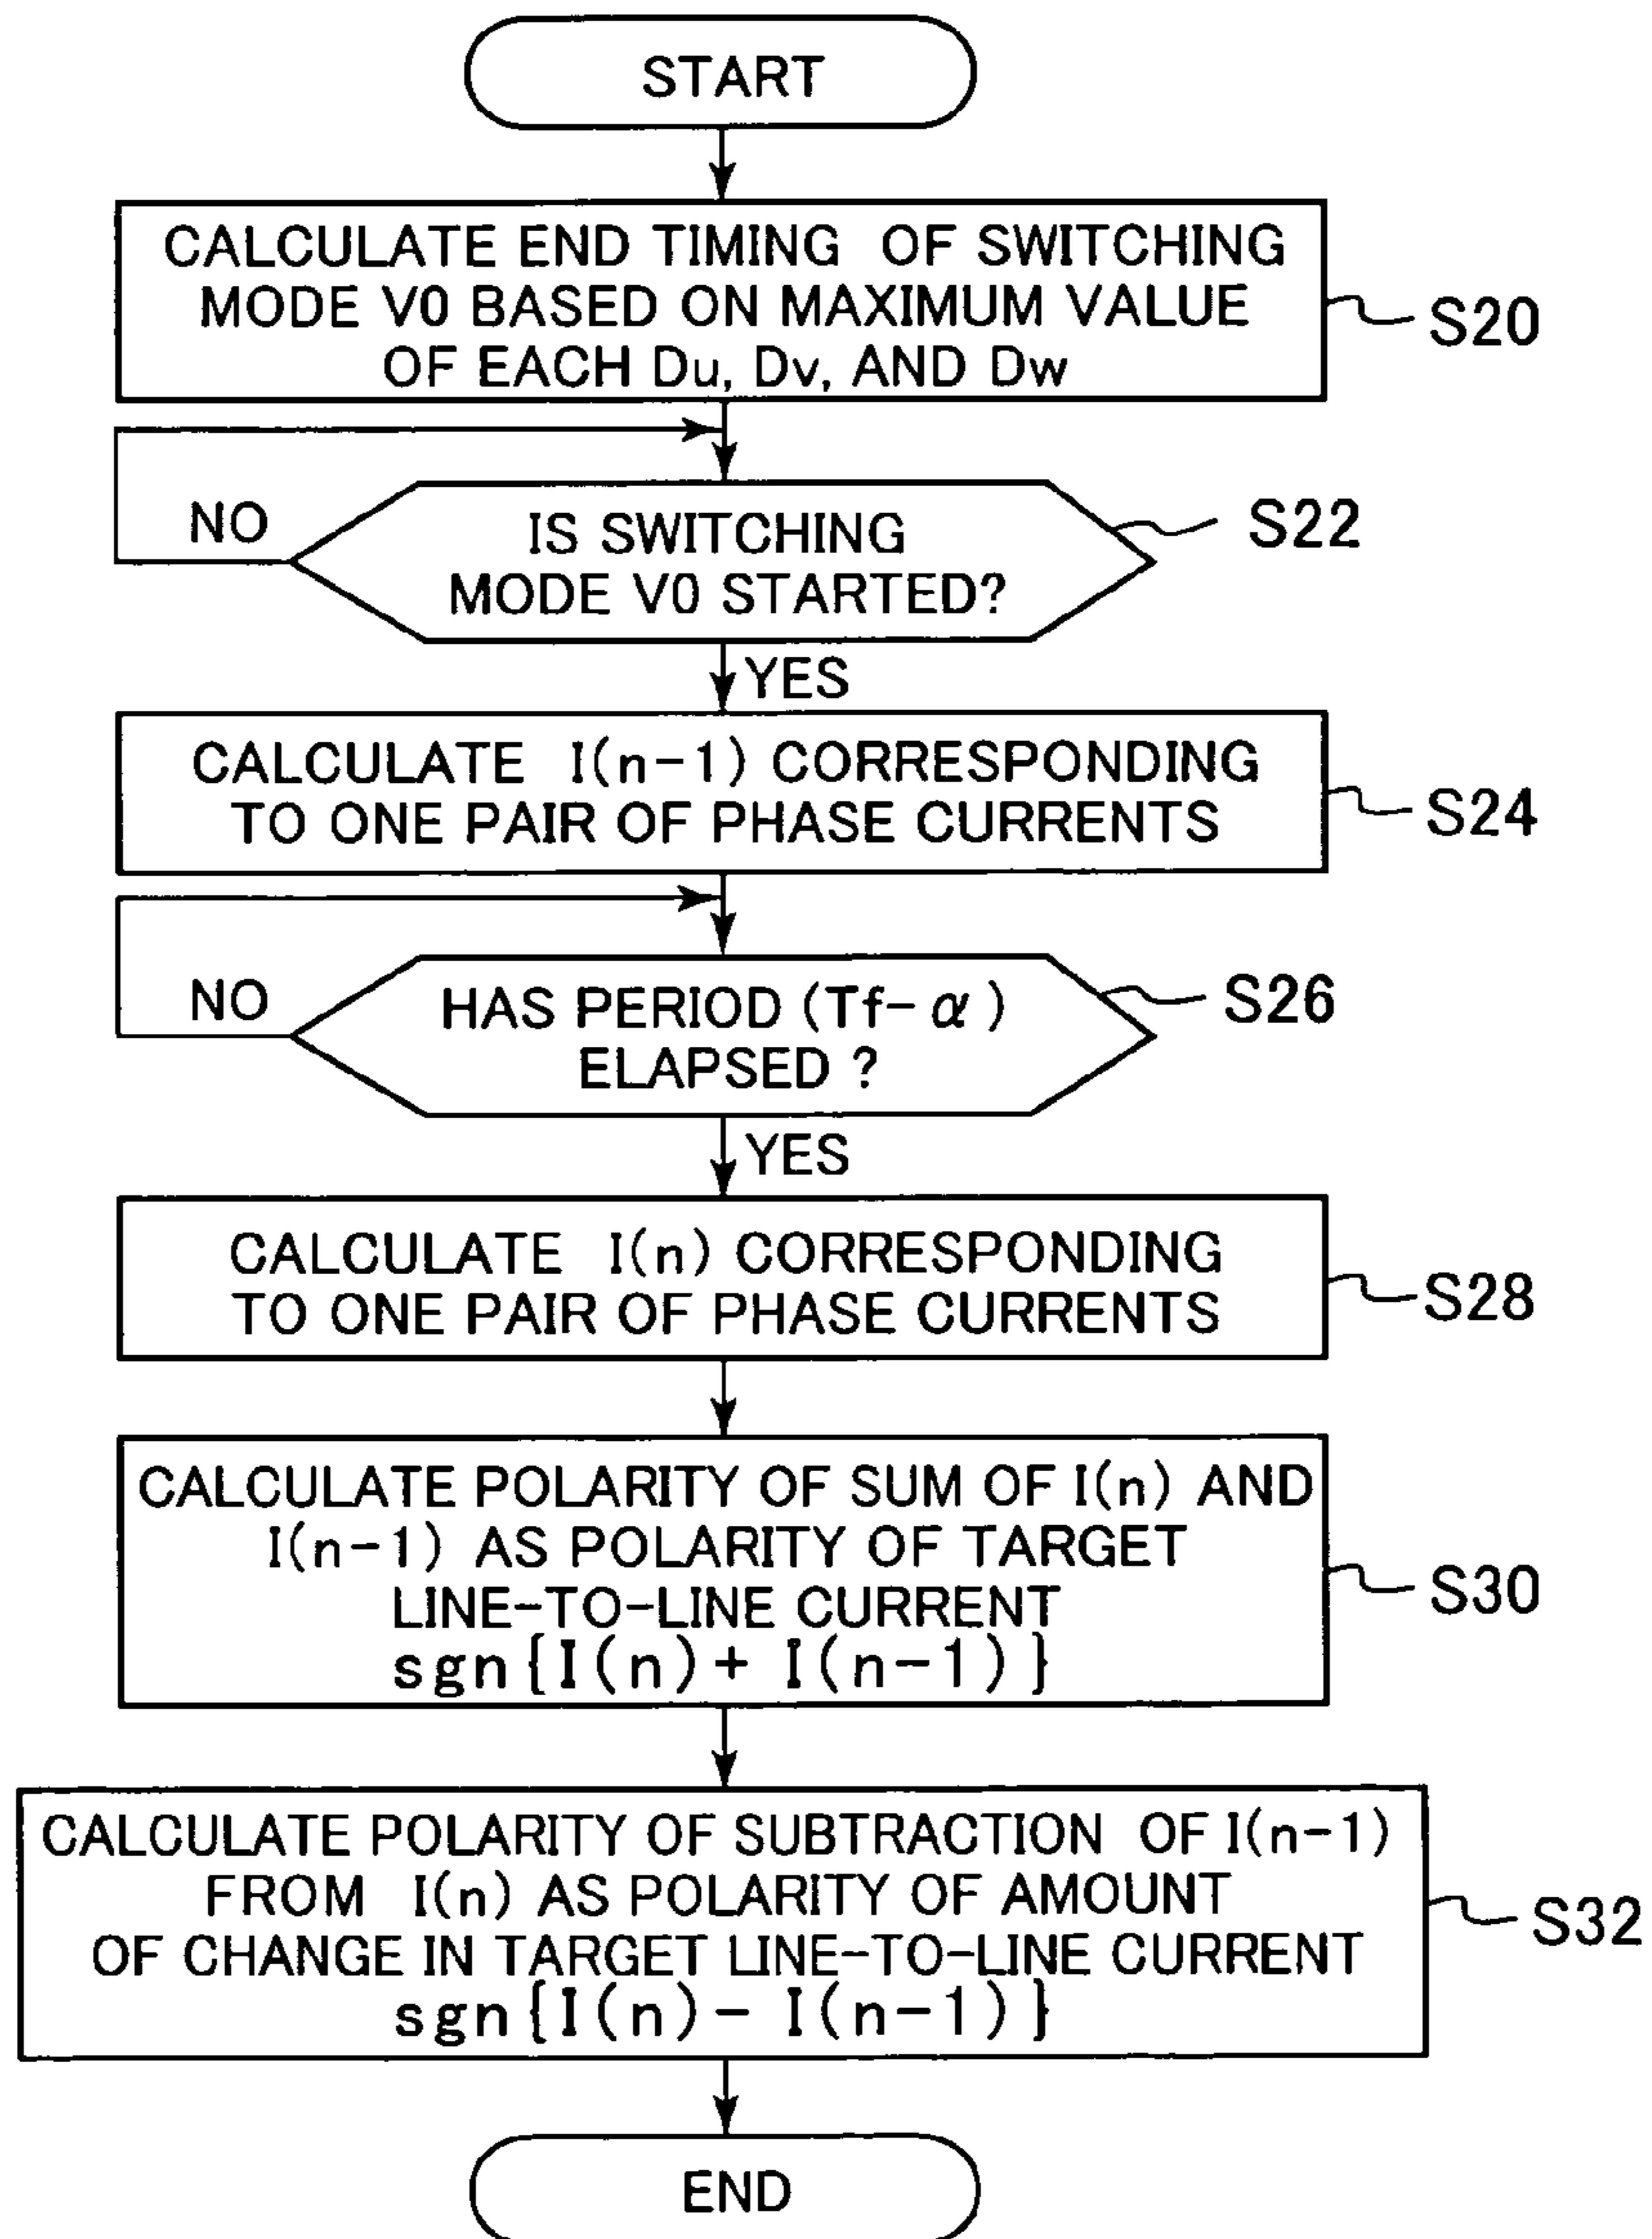 START
CALCULATE END TIMING OF SWITCHING
MODE V0 BASED ON MAXIMUM VALUE
OF EACH Du, Dv, AND Dw
S20
NO
IS SWITCHING
MODE V0 STARTED?
S22
YES
CALCULATE I(n-1) CORRESPONDING
TO ONE PAIR OF PHASE CURRENTS
S24
NO
HAS PERIOD (Tf-α)
ELAPSED ?
S26
YES
CALCULATE I(n) CORRESPONDING
TO ONE PAIR OF PHASE CURRENTS
S28
CALCULATE POLARITY OF SUM OF I(n) AND
I(n-1) AS POLARITY OF TARGET
LINE-TO-LINE CURRENT
sgn{I(n)+ I(n-1)}
S30
CALCULATE POLARITY OF SUBTRACTION OF I(n-1)
FROM I(n) AS POLARITY OF AMOUNT
OF CHANGE IN TARGET LINE-TO-LINE CURRENT
sgn{I(n)- I(n-1)}
S32
END